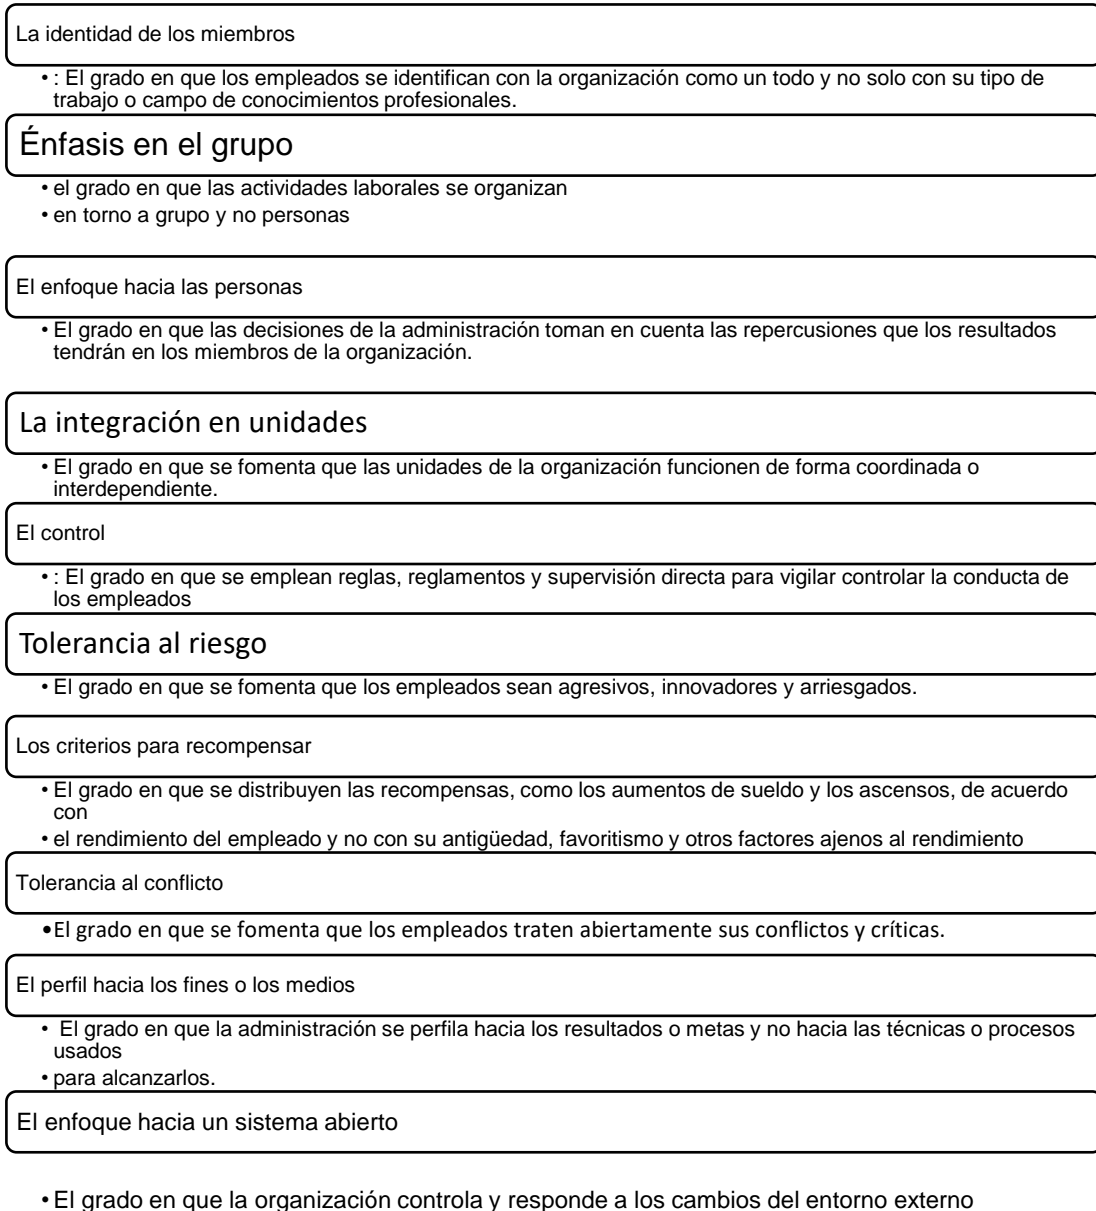 La identidad de los miembros
• : El grado en que los empleados se identifican con la organización como un todo y no solo con su tipo de
trabajo o campo de conocimientos profesionales.
Énfasis en el grupo
• el grado en que las actividades laborales se organizan
• en torno a grupo y no personas
El enfoque hacia las personas
• El grado en que las decisiones de la administración toman en cuenta las repercusiones que los resultados
tendrán en los miembros de la organización.
La integración en unidades
• El grado en que se fomenta que las unidades de la organización funcionen de forma coordinada o
interdependiente.
El control
• : El grado en que se emplean reglas, reglamentos y supervisión directa para vigilar controlar la conducta de
los empleados
Tolerancia al riesgo
• El grado en que se fomenta que los empleados sean agresivos, innovadores y arriesgados.
Los criterios para recompensar
• El grado en que se distribuyen las recompensas, como los aumentos de sueldo y los ascensos, de acuerdo
con
• el rendimiento del empleado y no con su antigüedad, favoritismo y otros factores ajenos al rendimiento
Tolerancia al conflicto
•El grado en que se fomenta que los empleados traten abiertamente sus conflictos y críticas.
El perfil hacia los fines o los medios
• El grado en que la administración se perfila hacia los resultados o metas y no hacia las técnicas o procesos
usados
• para alcanzarlos.
El enfoque hacia un sistema abierto
• El grado en que la organización controla y responde a los cambios del entorno externo